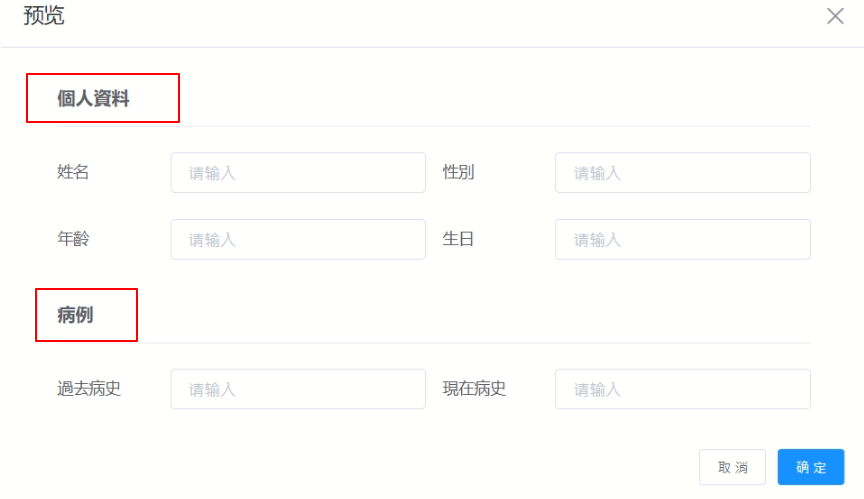 预览
個人資料
姓名 请输入 性別 请输入
年齡 请输入 生日 请输入
病例
過去病史 请输入 現在病史 请输入
取消 确定